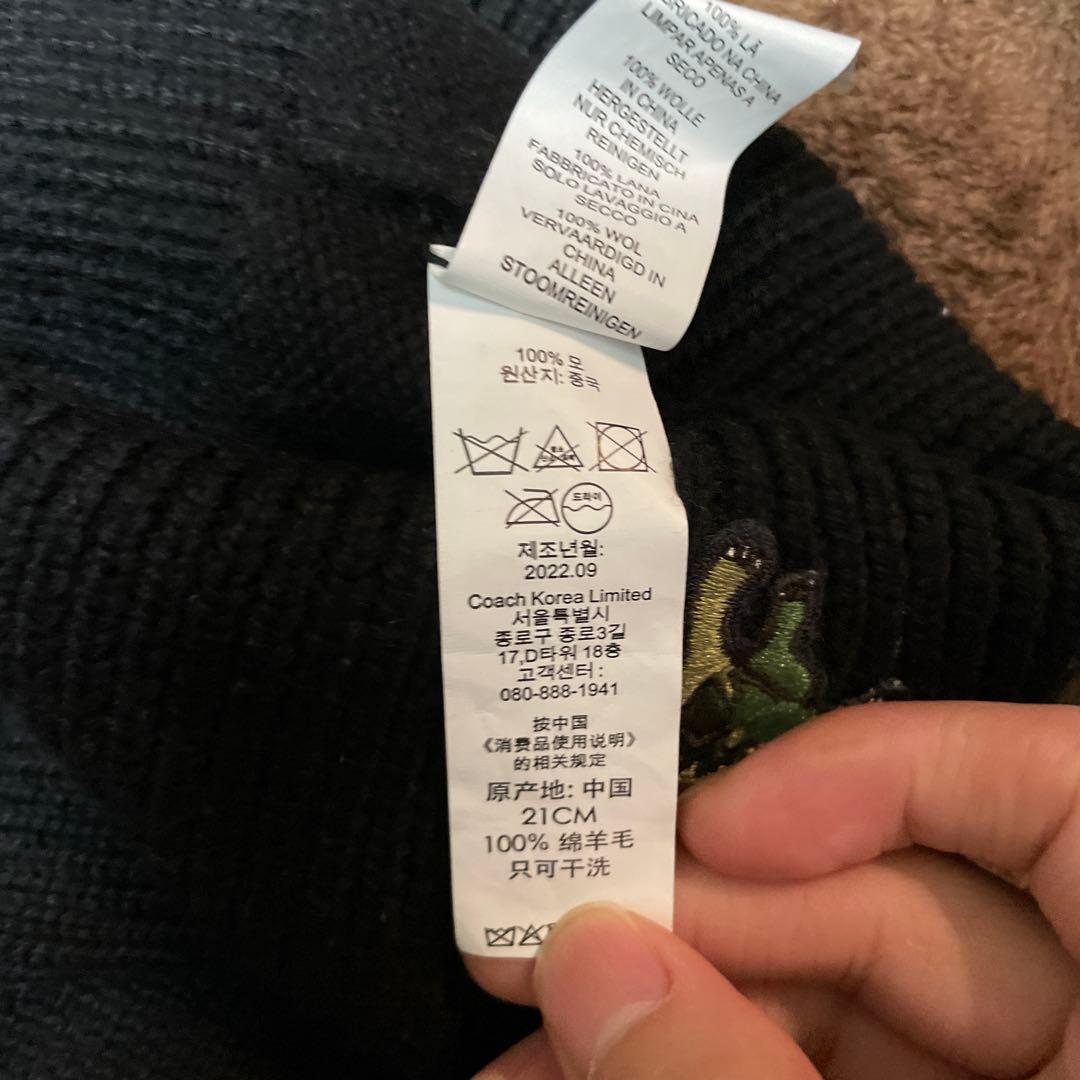 100% LÃ
FABRICADO NA CHINA
LIMPAR APENAS A
SECO
100% WOLLE
IN CHINA
HERGESTELLT
NUR CHEMISCH
REINIGEN
100% LANA
FABBRICATO IN CINA
SOLO LAVAGGIO A
SECCO
100% WOL
VERVAARDIGD IN
CHINA
ALLEEN
STOOMREINIGEN
100% 모
원산지: 중국
드라이
제조년월:
2022.09
Coach Korea Limited
서울특별시
종로구 종로3길
17,D타워 18층
고객센터 :
080-888-1941
按中国
《消费品使用说明》
的相关规定
原产地: 中国
21CM
100% 绵羊毛
只可干洗